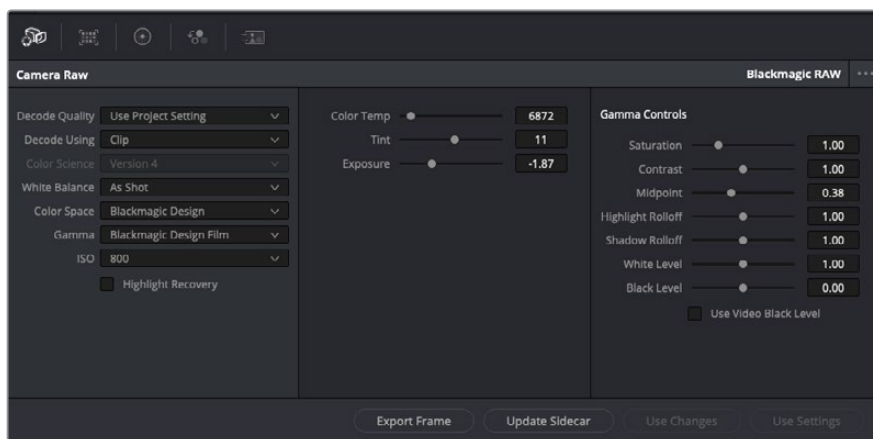 Camera Raw
Blackmagic RAW
Decode Quality Use Project Setting
Decode Using Clip
Color Science Version 4
White Balance As Shot
Color Space Blackmagic Design
Gamma Blackmagic Design Film
ISO 800
Highlight Recovery
Color Temp 6872
Tint 11
Exposure -1.87
Gamma Controls
Saturation 1.00
Contrast 1.00
Midpoint 0.38
Highlight Rolloff 1.00
Shadow Rolloff 1.00
White Level 1.00
Black Level 0.00
Use Video Black Level
Export Frame
Update Sidecar
Use Changes
Use Settings